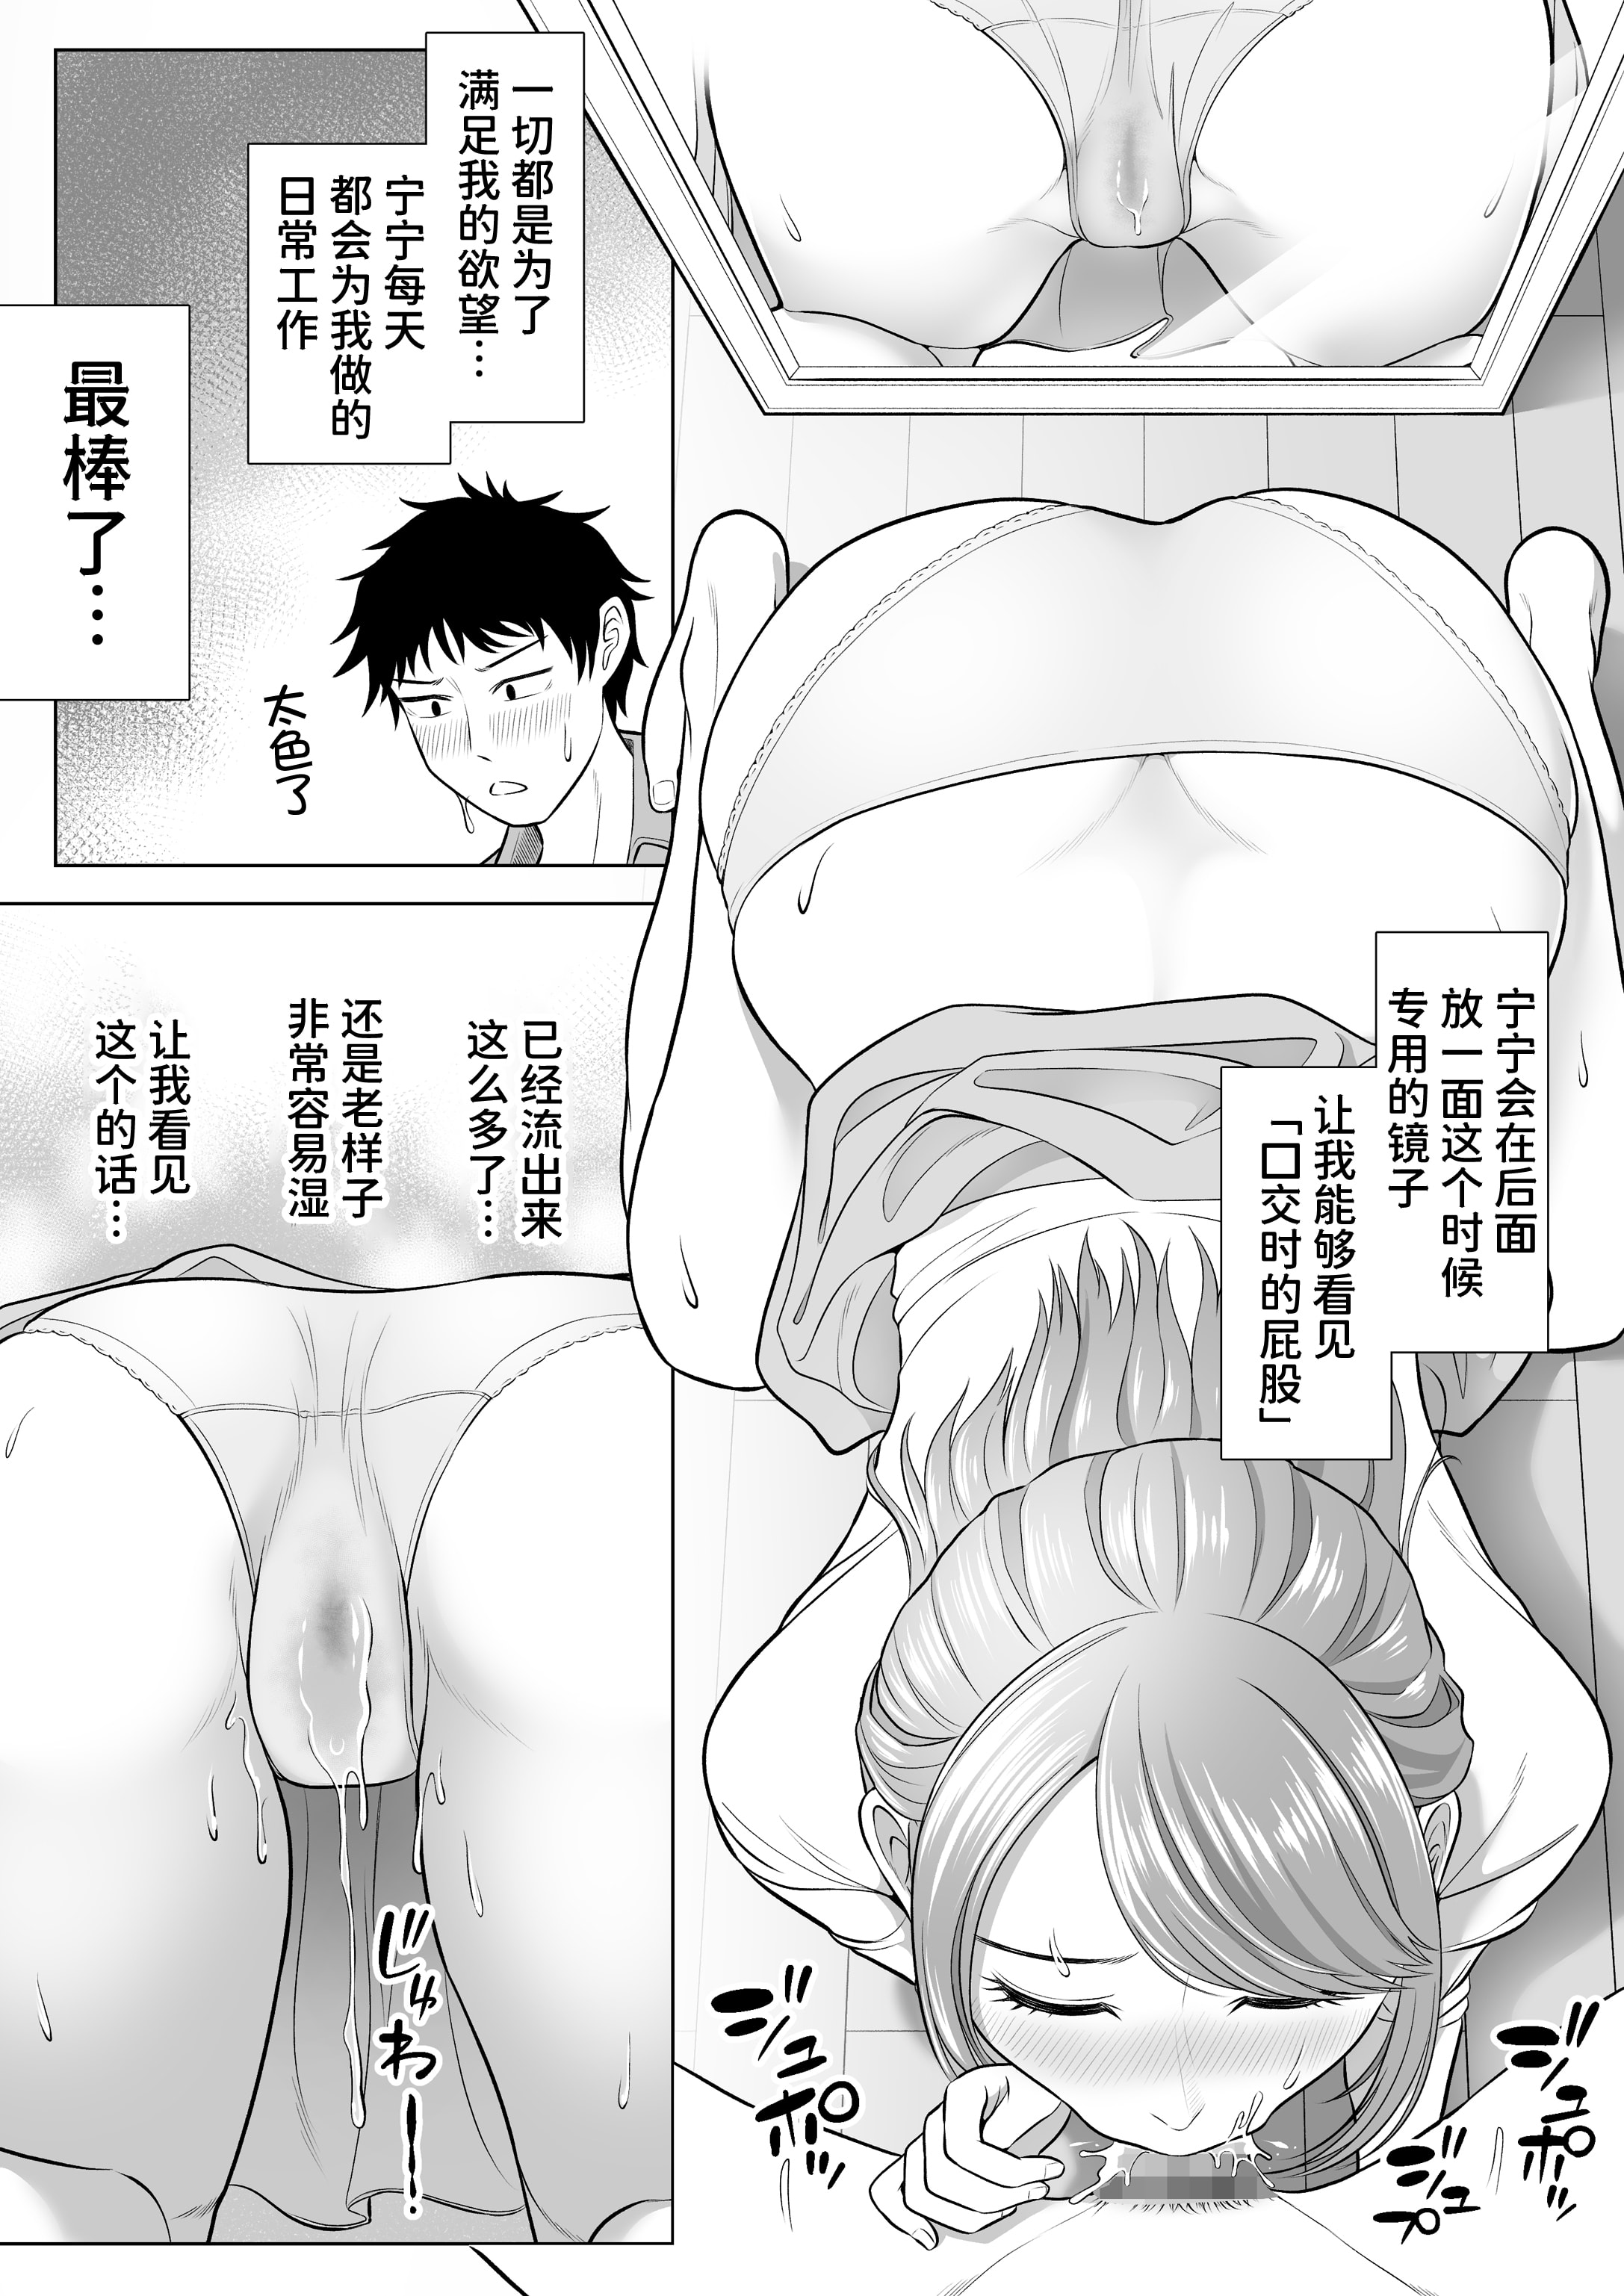 宁宁会在后面
放一面这个时候
专用的镜子
让我能够看见
「口交时的屁股」
ジュポ
ジュポ
ジュプ
一切都是为了
满足我的欲望…
宁宁每天
都会为我做的
日常工作
最棒了…
太色了
已经流出来
这么多了…
还是老样子
非常容易湿
让我看见
这个的话…
じゅわー